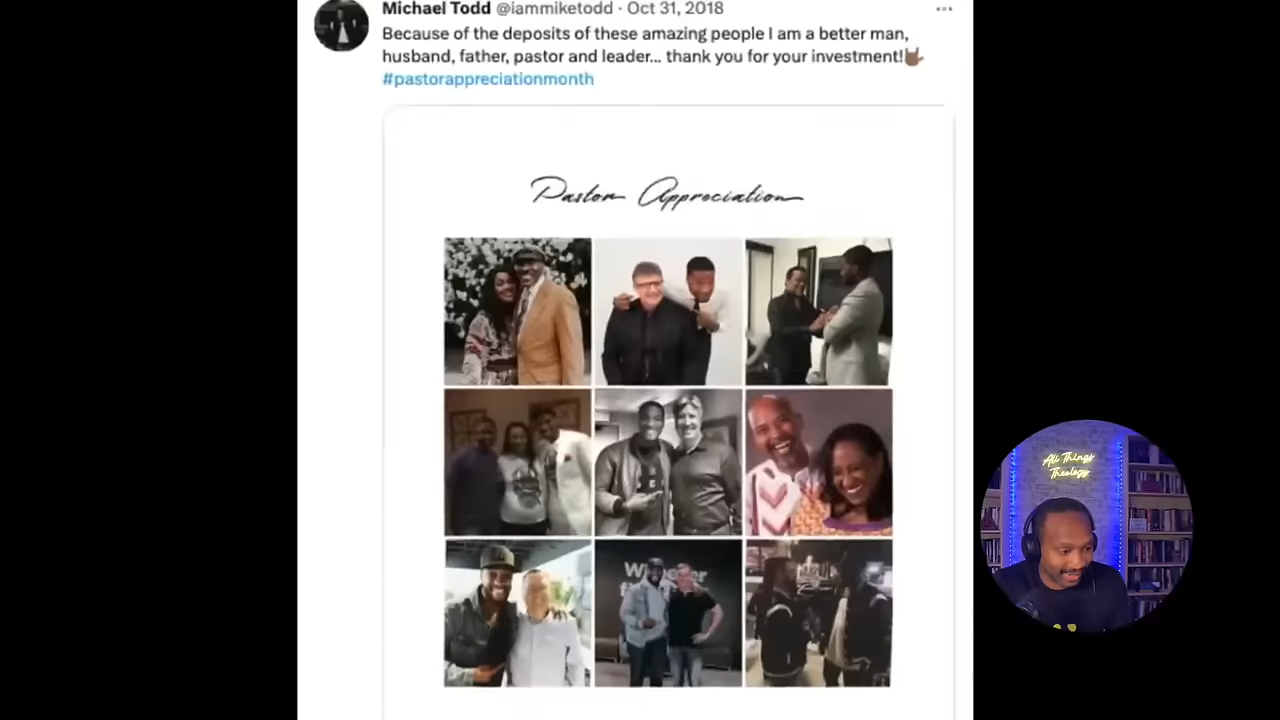 Michael Todd @iammiketodd · Oct 31, 2018
Because of the deposits of these amazing people I am a better man,
husband, father, pastor and leader... thank you for your investment!🤟🏾
#pastorappreciationmonth
Pastor Appreciation
All Things
Theology